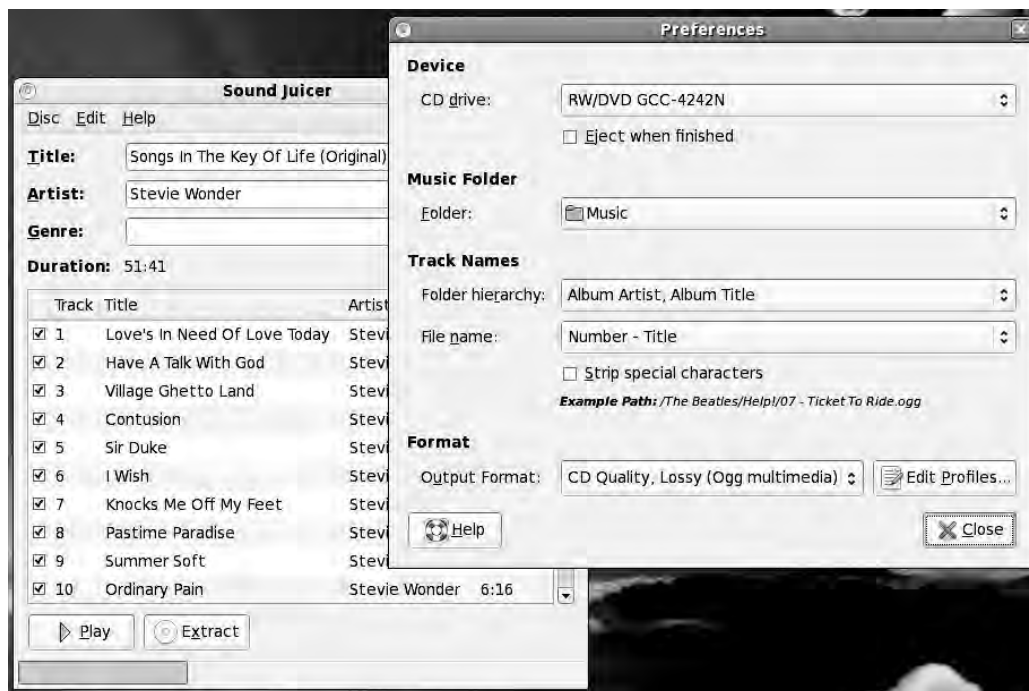 Sound Juicer
Disc Edit Help
Title: Songs In The Key Of Life (Original)
Artist: Stevie Wonder
Genre:
Duration: 51:41
Track Title Artist
1 Love's In Need Of Love Today Stevi
2 Have A Talk With God Stevi
3 Village Ghetto Land Stevi
4 Contusion Stevi
5 Sir Duke Stevi
6 I Wish Stevi
7 Knocks Me Off My Feet Stevi
8 Pastime Paradise Stevi
9 Summer Soft Stevi
10 Ordinary Pain Stevie Wonder 6:16
Play Extract
Preferences
Device
CD drive: RW/DVD GCC-4242N
Eject when finished
Music Folder
Folder: Music
Track Names
Folder hierarchy: Album Artist, Album Title
File name: Number - Title
Strip special characters
Example Path: /The Beatles/Help!/07 - Ticket To Ride.ogg
Format
Output Format: CD Quality, Lossy (Ogg multimedia) Edit Profiles...
Help Close